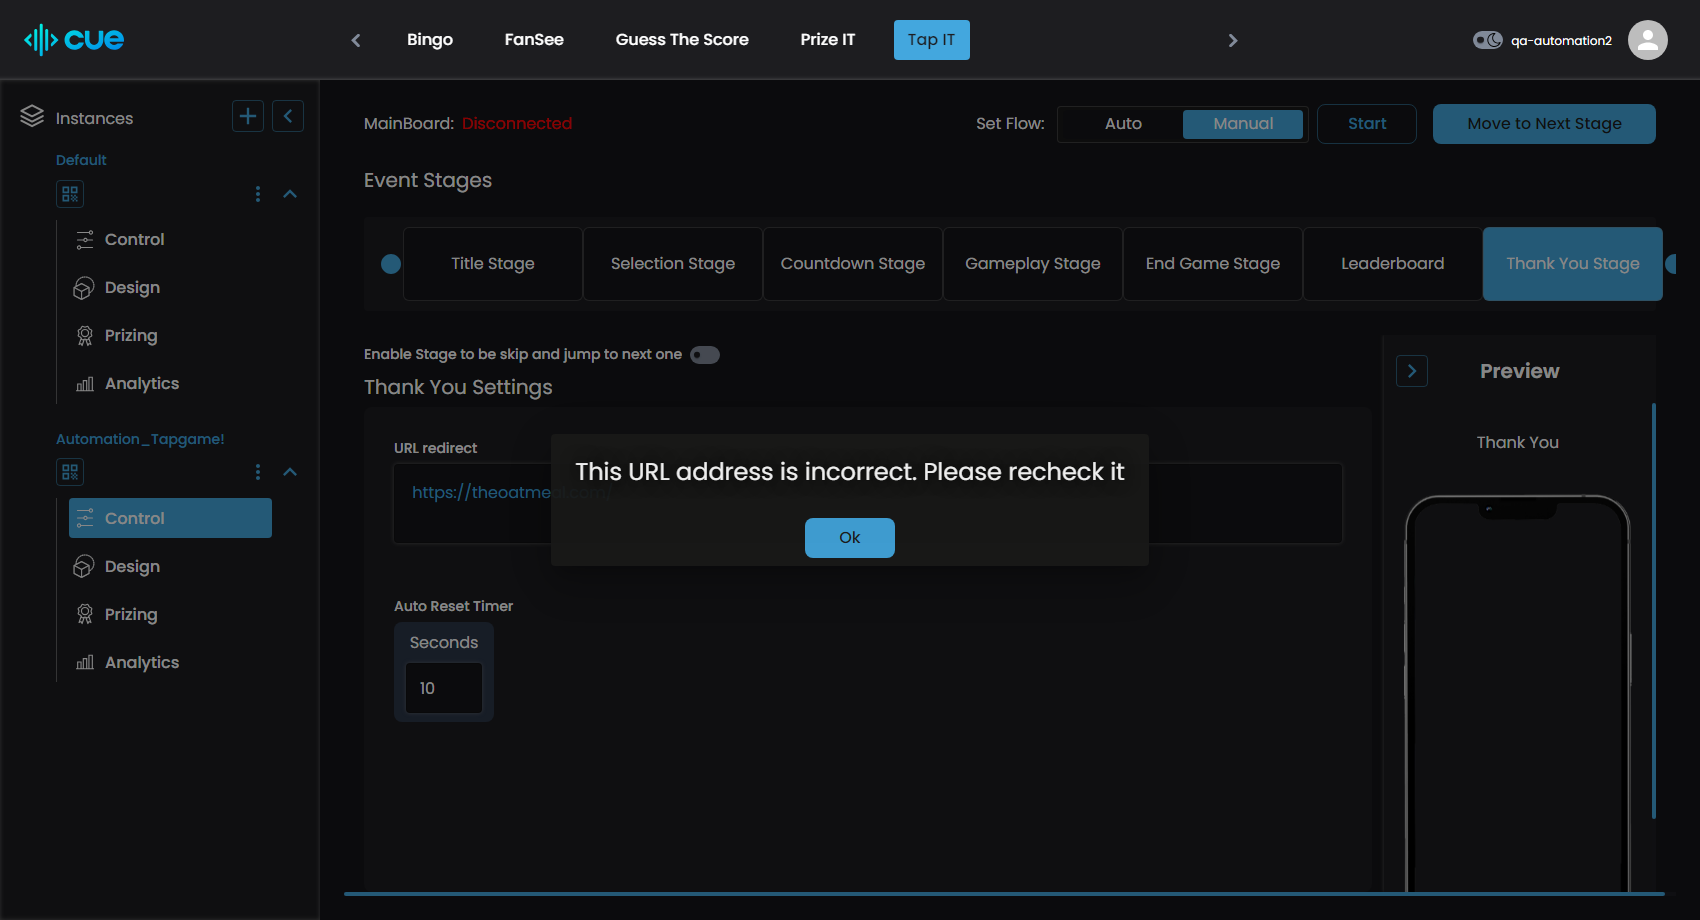 cue
Bingo
FanSee
Guess The Score
Prize IT
Tap IT
qa-automation2
Instances
Default
Control
Design
Prizing
Analytics
Automation_Tapgame!
Control
Design
Prizing
Analytics
MainBoard: Disconnected
Set Flow:
Auto
Manual
Start
Move to Next Stage
Event Stages
Title Stage
Selection Stage
Countdown Stage
Gameplay Stage
End Game Stage
Leaderboard
Thank You Stage
Enable Stage to be skip and jump to next one
Thank You Settings
URL redirect
https://theoatmeal.com/
This URL address is incorrect. Please recheck it
Ok
Auto Reset Timer
Seconds
10
Preview
Thank You